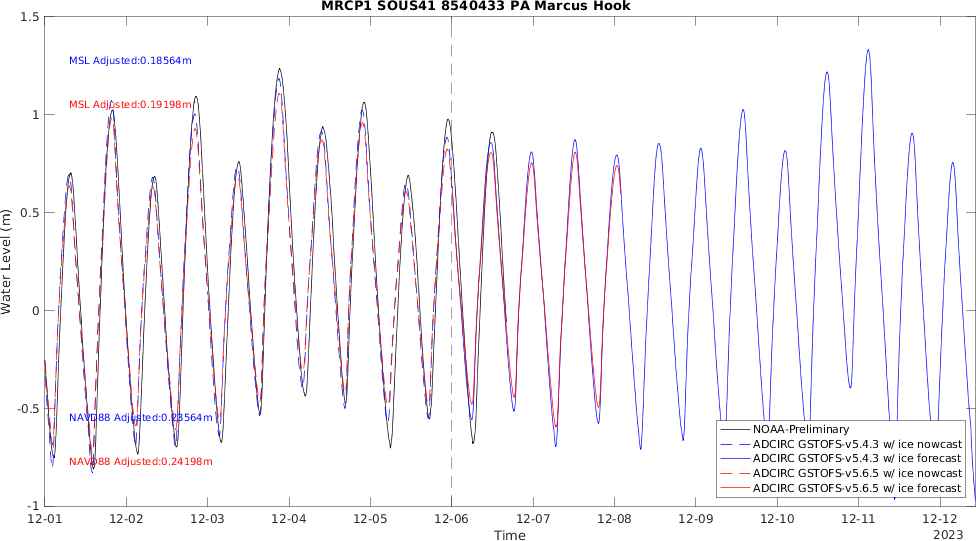 MRCP1 SOUS41 8540433 PA Marcus Hook
1.5
MSL Adjusted:0.18564m
MSL Adjusted:0.19198m
1
0.5
Water Level (m)
0
-0.5
NAVD88 Adjusted:0.23564m
NAVD88 Adjusted:0.24198m
-1
NOAA-Preliminary
ADCIRC GSTOFS-v5.4.3 w/ ice nowcast
ADCIRC GSTOFS-v5.4.3 w/ ice forecast
ADCIRC GSTOFS-v5.6.5 w/ ice nowcast
ADCIRC GSTOFS-v5.6.5 w/ ice forecast
12-01 12-02 12-03 12-04 12-05 12-06 12-07 12-08 12-09 12-10 12-11 12-12
Time
2023